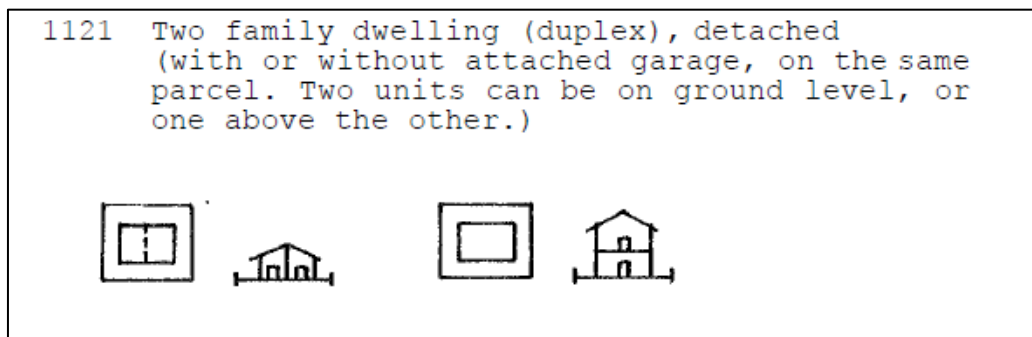 1121 Two family dwelling (duplex), detached
(with or without attached garage, on the same
parcel. Two units can be on ground level, or
one above the other.)